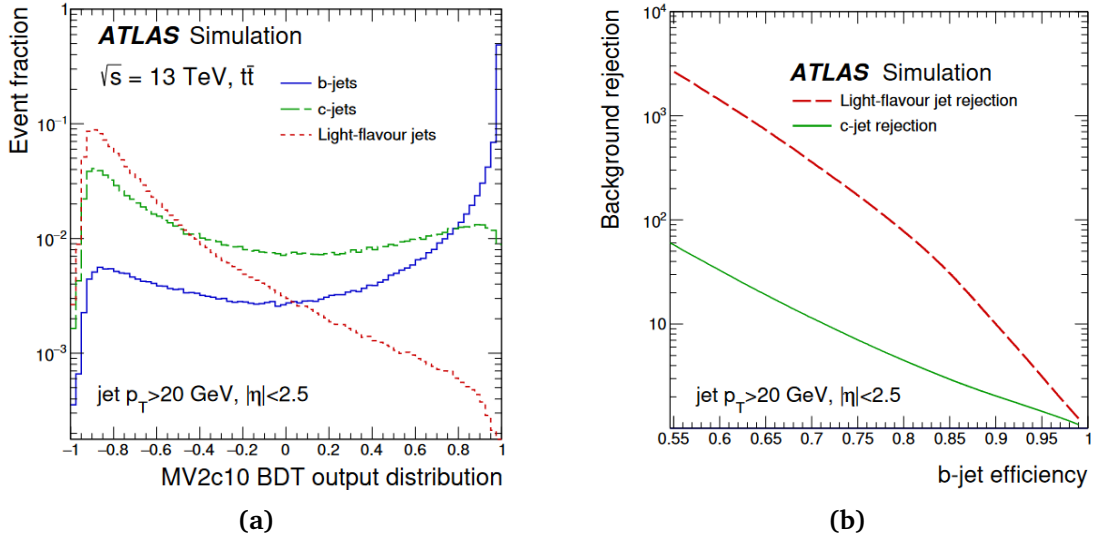 ATLAS Simulation
√s = 13 TeV, tt̄
b-jets
c-jets
Light-flavour jets
Event fraction
1
10⁻¹
10⁻²
10⁻³
jet p_T>20 GeV, |η|<2.5
−1 −0.8 −0.6 −0.4 −0.2 0 0.2 0.4 0.6 0.8 1
MV2c10 BDT output distribution
(a)
ATLAS Simulation
Light-flavour jet rejection
c-jet rejection
Background rejection
10⁴
10³
10²
10
jet p_T>20 GeV, |η|<2.5
0.55 0.6 0.65 0.7 0.75 0.8 0.85 0.9 0.95 1
b-jet efficiency
(b)